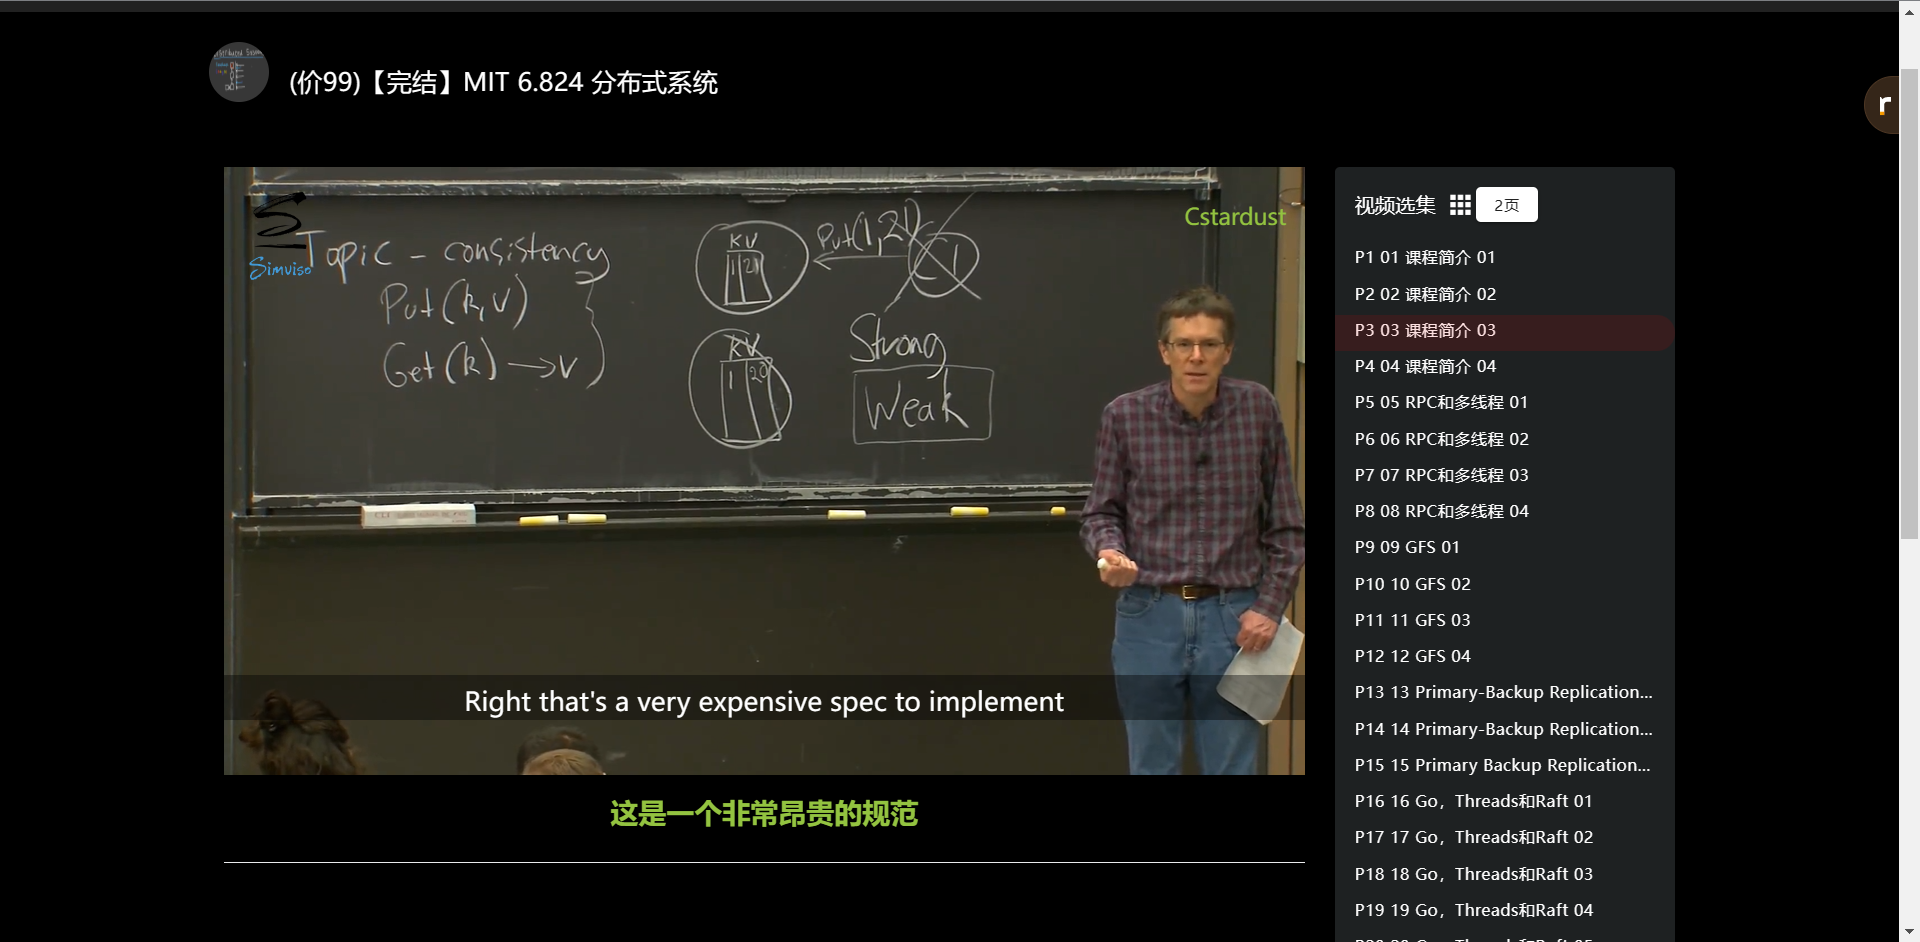 (价99)【完结】MIT 6.824 分布式系统
r
Simviso
Cstardust
Topic - consistency
Put(k,v)
Get(k) → v
KV
1 21
Put(1,21)
C1
KV
1 20
Strong
Weak
Right that's a very expensive spec to implement
这是一个非常昂贵的规范
视频选集 2页
P1 01 课程简介 01
P2 02 课程简介 02
P3 03 课程简介 03
P4 04 课程简介 04
P5 05 RPC和多线程 01
P6 06 RPC和多线程 02
P7 07 RPC和多线程 03
P8 08 RPC和多线程 04
P9 09 GFS 01
P10 10 GFS 02
P11 11 GFS 03
P12 12 GFS 04
P13 13 Primary-Backup Replication...
P14 14 Primary-Backup Replication...
P15 15 Primary Backup Replication...
P16 16 Go，Threads和Raft 01
P17 17 Go，Threads和Raft 02
P18 18 Go，Threads和Raft 03
P19 19 Go，Threads和Raft 04